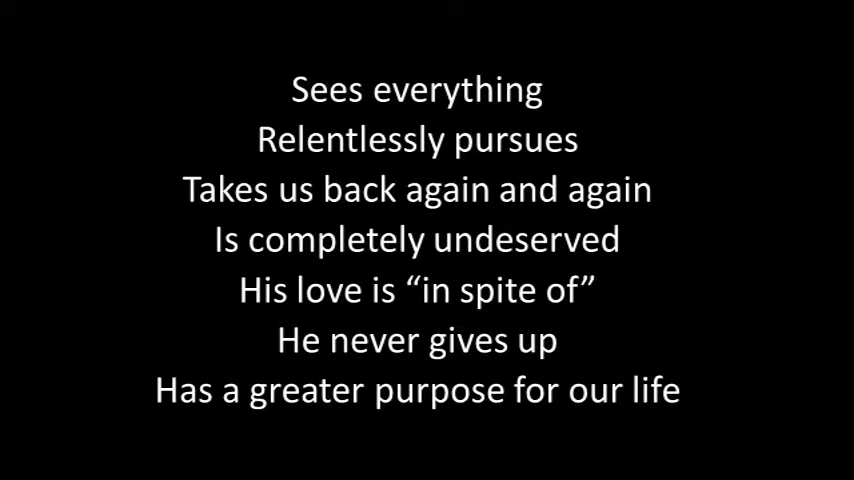 Sees everything
Relentlessly pursues
Takes us back again and again
Is completely undeserved
His love is “in spite of”
He never gives up
Has a greater purpose for our life